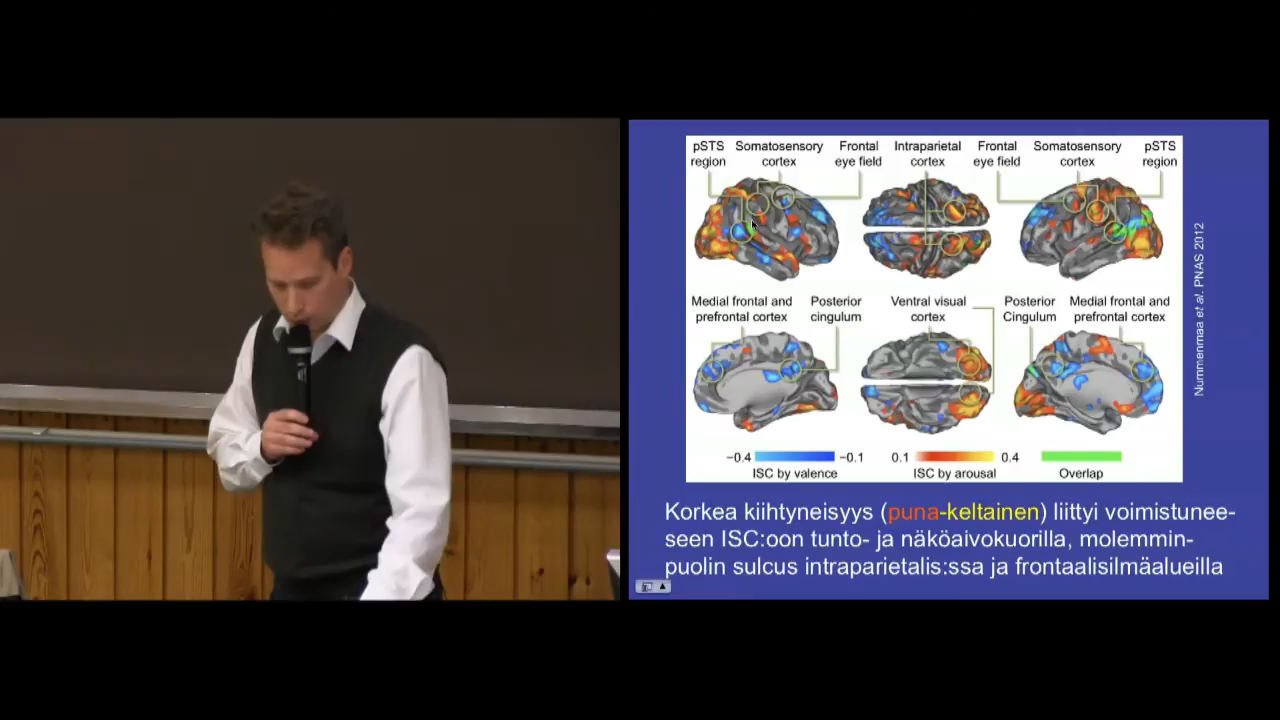 pSTS region
Somatosensory cortex
Frontal eye field
Intraparietal cortex
Frontal eye field
Somatosensory cortex
pSTS region
Medial frontal and prefrontal cortex
Posterior cingulum
Ventral visual cortex
Posterior Cingulum
Medial frontal and prefrontal cortex
−0.4 −0.1
ISC by valence
0.1 0.4
ISC by arousal
Overlap
Nummenmaa et al. PNAS 2012
Korkea kiihtyneisyys (puna-keltainen) liittyi voimistunee-
seen ISC:oon tunto- ja näköaivokuorilla, molemmin-
puolin sulcus intraparietalis:ssa ja frontaalisilmäalueilla